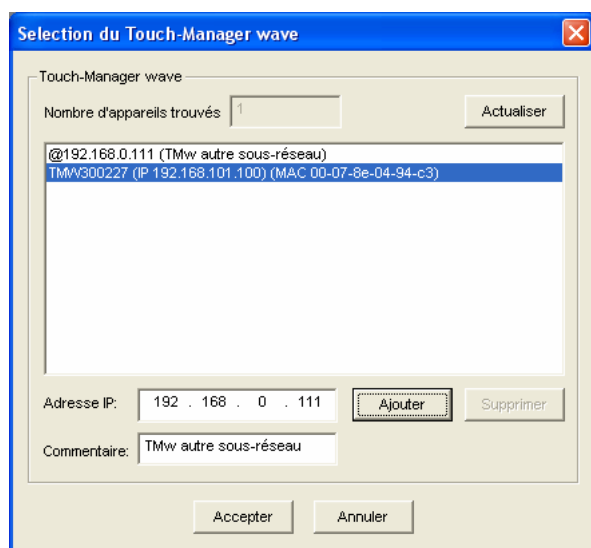 Selection du Touch-Manager wave
Touch-Manager wave
Nombre d'appareils trouvés 1 Actualiser
@192.168.0.111 (TMw autre sous-réseau)
TMW300227 (IP 192.168.101.100) (MAC 00-07-8e-04-94-c3)
Adresse IP: 192 . 168 . 0 . 111 Ajouter Supprimer
Commentaire: TMw autre sous-réseau
Accepter Annuler